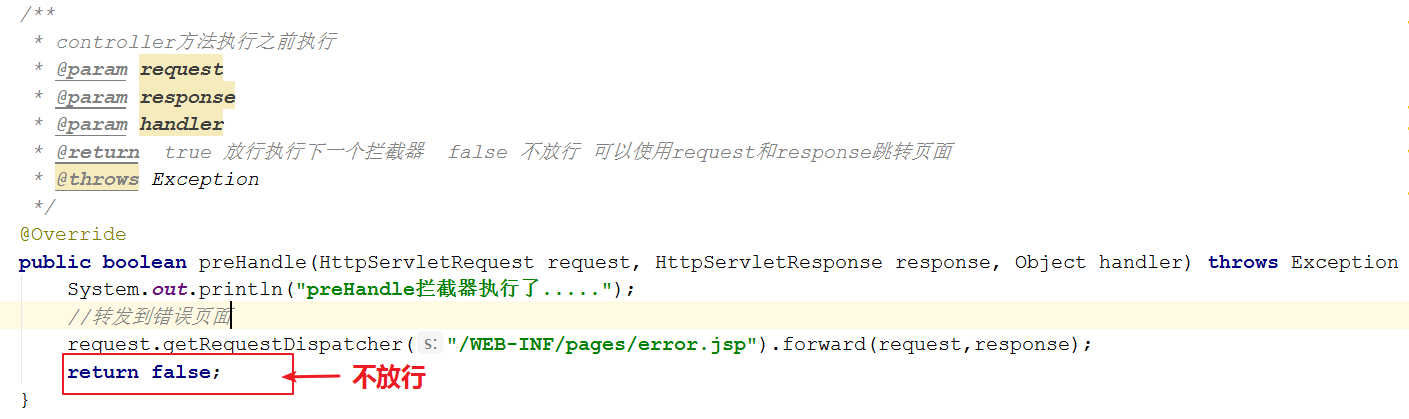 /**
 * controller方法执行之前执行
 * @param request
 * @param response
 * @param handler
 * @return  true 放行执行下一个拦截器  false 不放行 可以使用request和response跳转页面
 * @throws Exception
 */
@Override
public boolean preHandle(HttpServletRequest request, HttpServletResponse response, Object handler) throws Exception
    System.out.println("preHandle拦截器执行了.....");
    //转发到错误页面
    request.getRequestDispatcher( s: "/WEB-INF/pages/error.jsp").forward(request,response);
    return false; 不放行
}